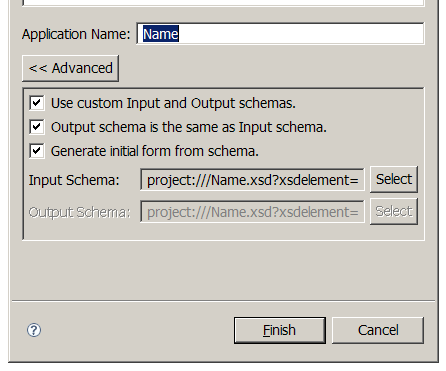 Application Name: Name
<< Advanced
Use custom Input and Output schemas.
Output schema is the same as Input schema.
Generate initial form from schema.
Input Schema: project:///Name.xsd?xsdelement= Select
Output Schema: project:///Name.xsd?xsdelement= Select
? Finish Cancel